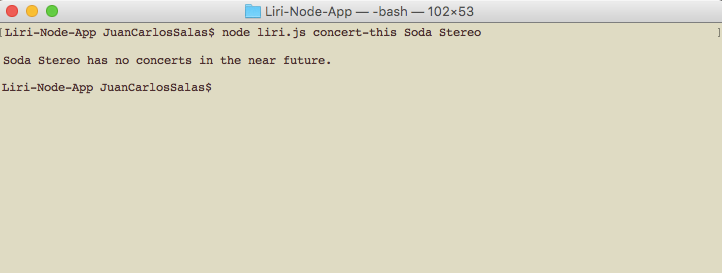 Liri-Node-App — -bash — 102×53
[Liri-Node-App JuanCarlosSalas$ node liri.js concert-this Soda Stereo ]
Soda Stereo has no concerts in the near future.
Liri-Node-App JuanCarlosSalas$